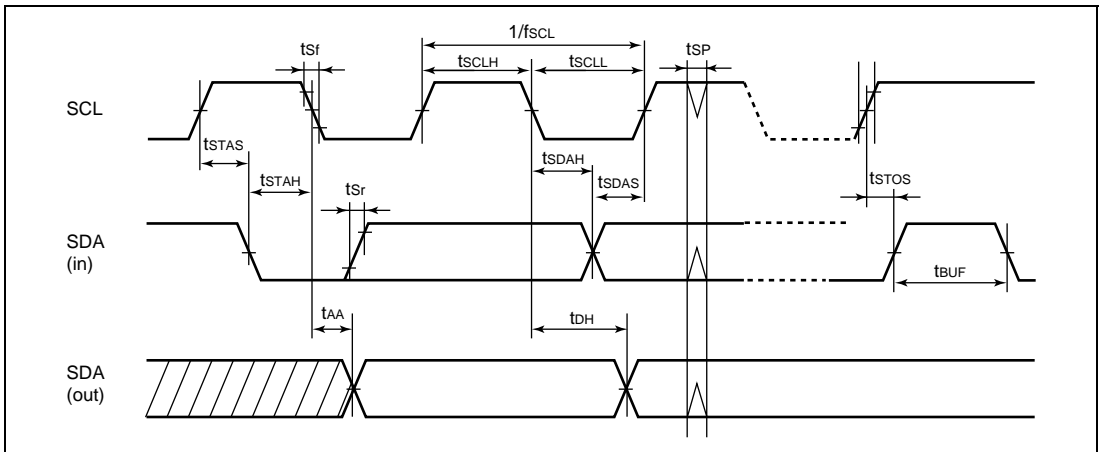 1/fSCL
tSf
tSCLH
tSCLL
tSP
SCL
tSTAS
tSTAH
tSDAH
tSDAS
tSTOS
tSr
SDA
(in)
tBUF
tAA
tDH
SDA
(out)